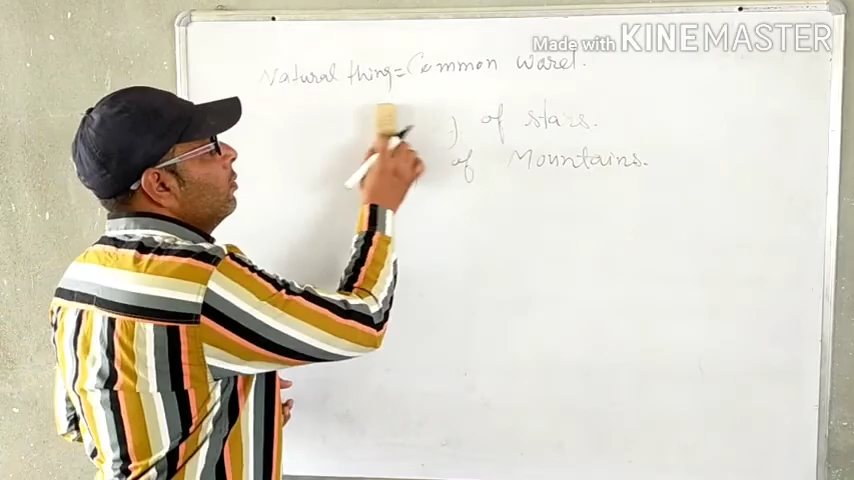 Made with KINEMASTER
Natural thing = Common word.
of stars.
of Mountains.